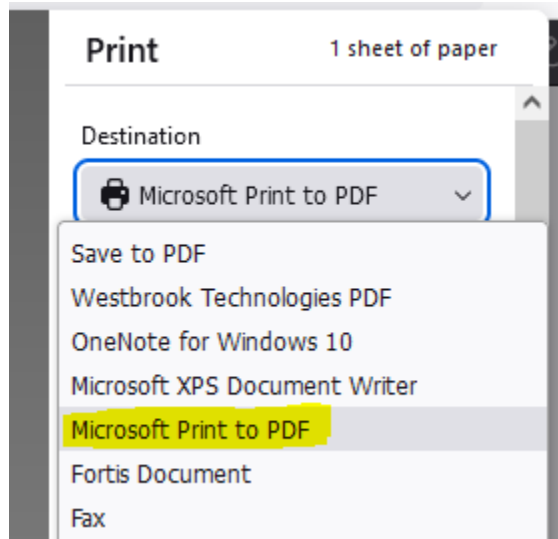 Print 1 sheet of paper
Destination
Microsoft Print to PDF
Save to PDF
Westbrook Technologies PDF
OneNote for Windows 10
Microsoft XPS Document Writer
Microsoft Print to PDF
Fortis Document
Fax